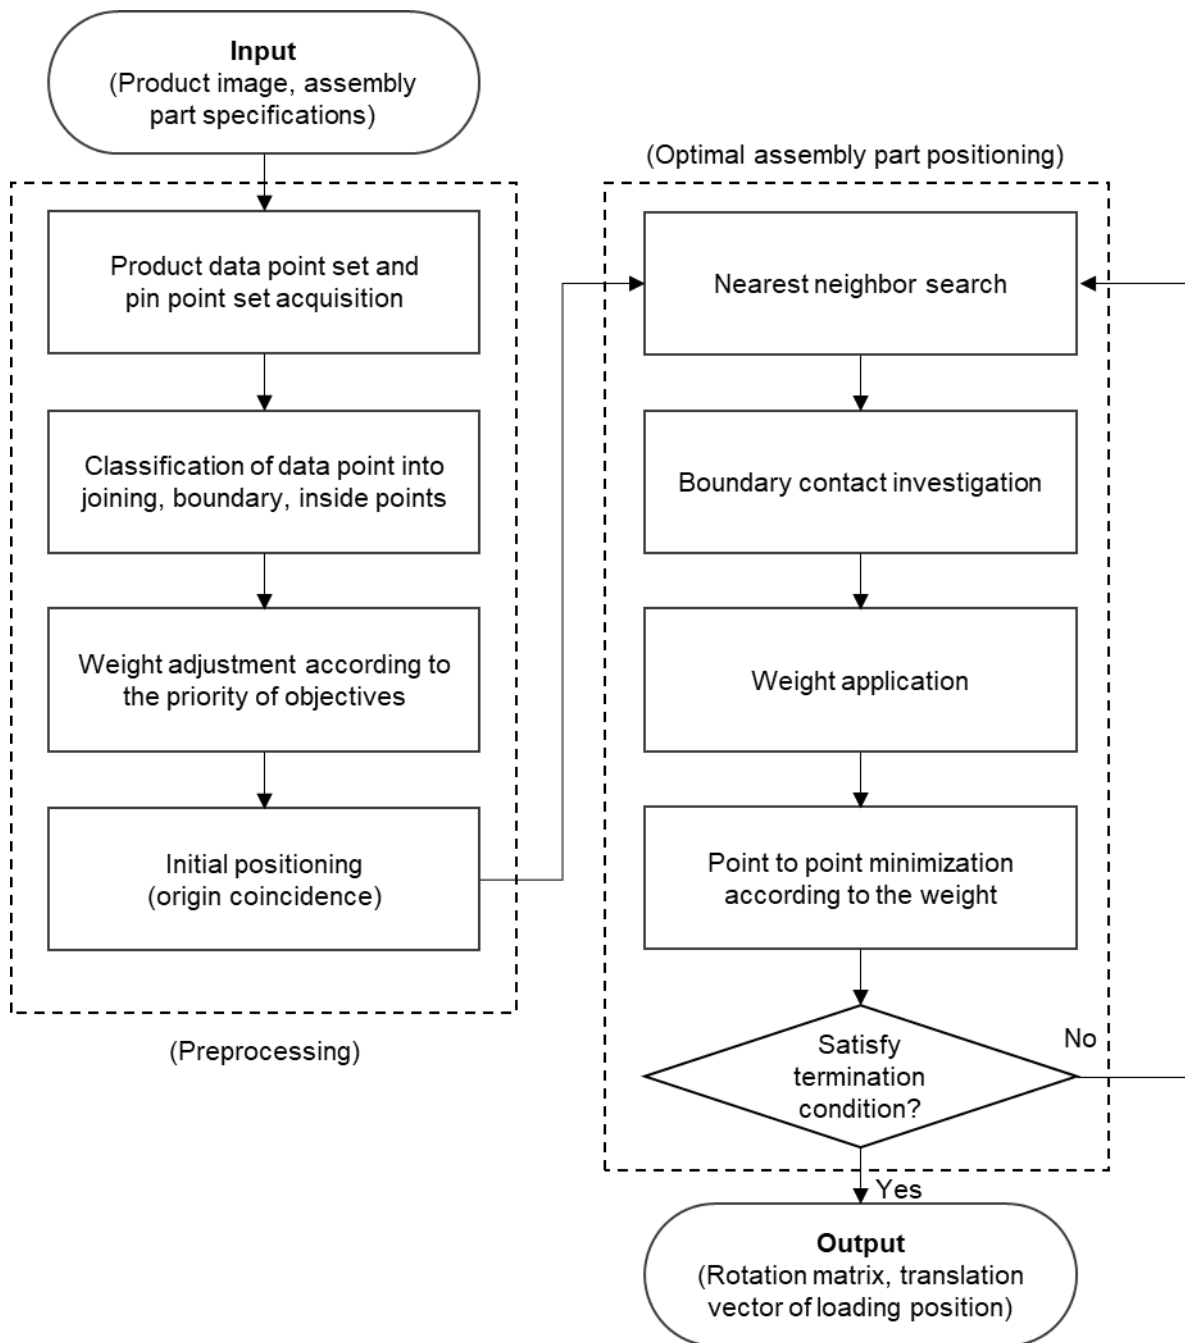 Input
(Product image, assembly
part specifications)
Product data point set and
pin point set acquisition
Classification of data point into
joining, boundary, inside points
Weight adjustment according to
the priority of objectives
Initial positioning
(origin coincidence)
(Preprocessing)
(Optimal assembly part positioning)
Nearest neighbor search
Boundary contact investigation
Weight application
Point to point minimization
according to the weight
Satisfy
termination
condition?
No
Yes
Output
(Rotation matrix, translation
vector of loading position)